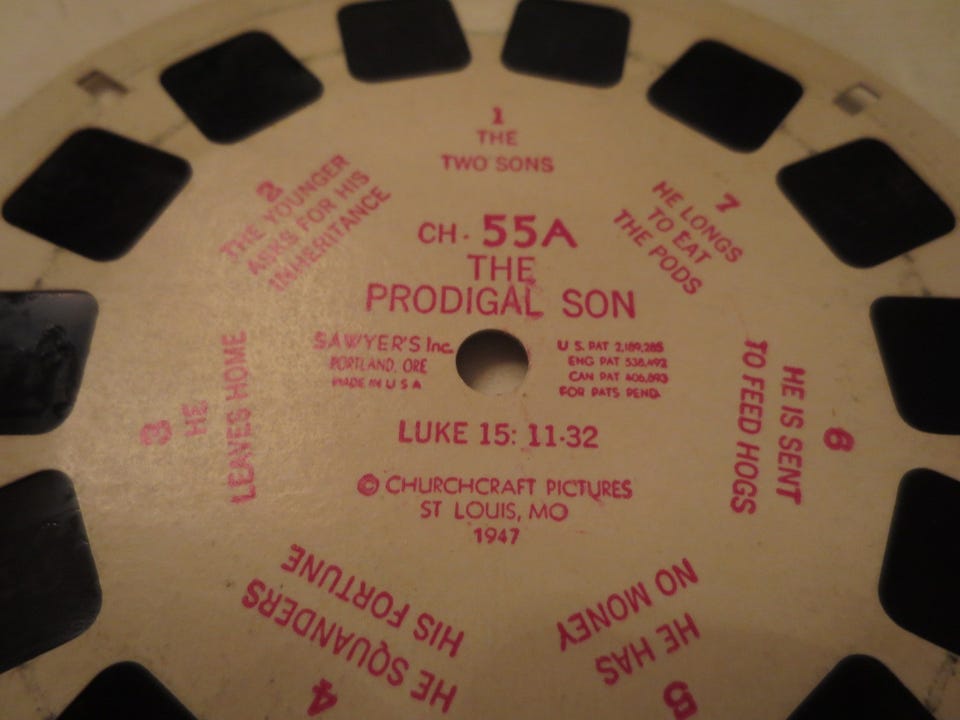 1
THE
TWO SONS
2
THE YOUNGER
ASKS FOR HIS
INHERITANCE
7
HE LONGS
TO EAT
THE PODS
CH. 55A
THE
PRODIGAL SON
SAWYER'S Inc.
PORTLAND, ORE
MADE IN U S A
U S. PAT 2,189,285
ENG PAT 538,492
CAN PAT 406,893
FOR PATS PEND.
3
HE
LEAVES HOME
6
HE IS SENT
TO FEED HOGS
LUKE 15: 11-32
© CHURCHCRAFT PICTURES
ST LOUIS, MO
1947
4
HE SQUANDERS
HIS FORTUNE
5
HE HAS
NO MONEY